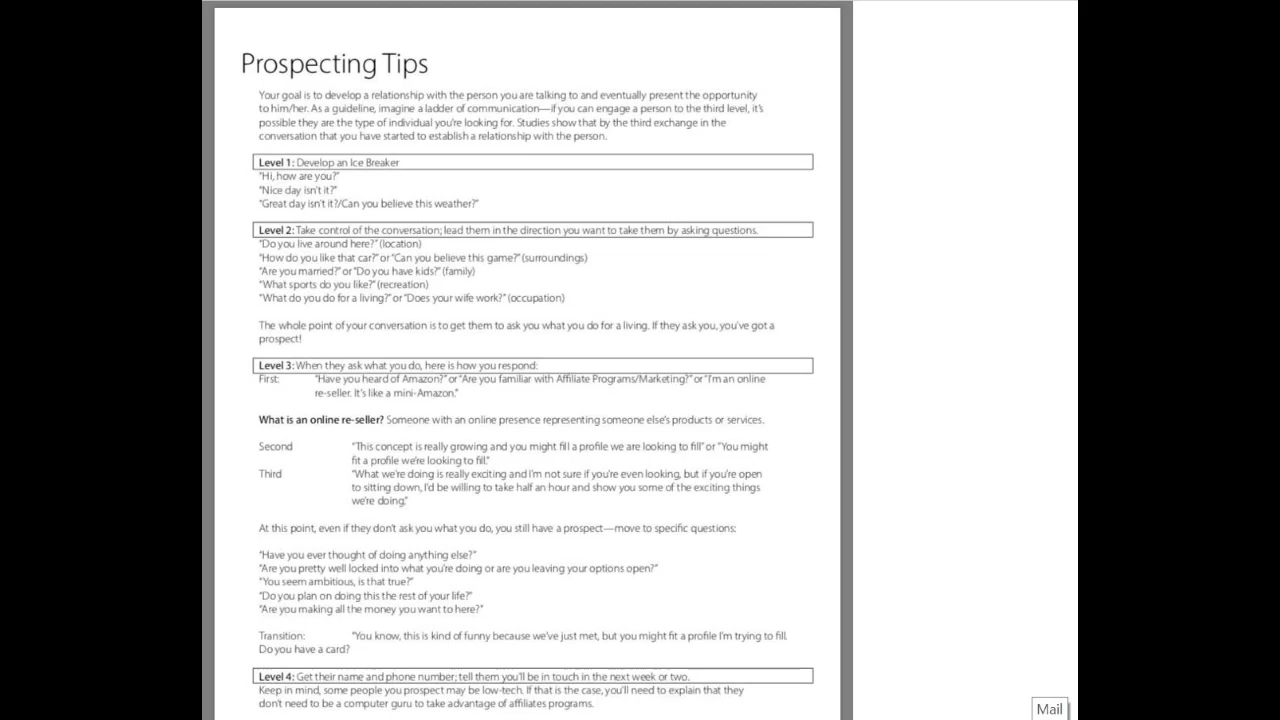 Prospecting Tips
Your goal is to develop a relationship with the person you are talking to and eventually present the opportunity
to him/her. As a guideline, imagine a ladder of communication—if you can engage a person to the third level, it's
possible they are the type of individual you're looking for. Studies show that by the third exchange in the
conversation that you have started to establish a relationship with the person.
Level 1: Develop an Ice Breaker
"Hi, how are you?"
"Nice day isn't it?"
"Great day isn't it?/Can you believe this weather?"
Level 2: Take control of the conversation; lead them in the direction you want to take them by asking questions.
"Do you live around here?" (location)
"How do you like that car?" or "Can you believe this game?" (surroundings)
"Are you married?" or "Do you have kids?" (family)
"What sports do you like?" (recreation)
"What do you do for a living?" or "Does your wife work?" (occupation)
The whole point of your conversation is to get them to ask you what you do for a living. If they ask you, you've got a
prospect!
Level 3: When they ask what you do, here is how you respond:
First: "Have you heard of Amazon?" or "Are you familiar with Affiliate Programs/Marketing?" or "I'm an online
re-seller. It's like a mini-Amazon."
What is an online re-seller? Someone with an online presence representing someone else's products or services.
Second "This concept is really growing and you might fill a profile we are looking to fill" or "You might
fit a profile we're looking to fill."
Third "What we're doing is really exciting and I'm not sure if you're even looking, but if you're open
to sitting down, I'd be willing to take half an hour and show you some of the exciting things
we're doing."
At this point, even if they don't ask you what you do, you still have a prospect—move to specific questions:
"Have you ever thought of doing anything else?"
"Are you pretty well locked into what you're doing or are you leaving your options open?"
"You seem ambitious, is that true?"
"Do you plan on doing this the rest of your life?"
"Are you making all the money you want to here?"
Transition: "You know, this is kind of funny because we've just met, but you might fit a profile I'm trying to fill.
Do you have a card?
Level 4: Get their name and phone number; tell them you'll be in touch in the next week or two.
Keep in mind, some people you prospect may be low-tech. If that is the case, you'll need to explain that they
don't need to be a computer guru to take advantage of affiliates programs.
Mail